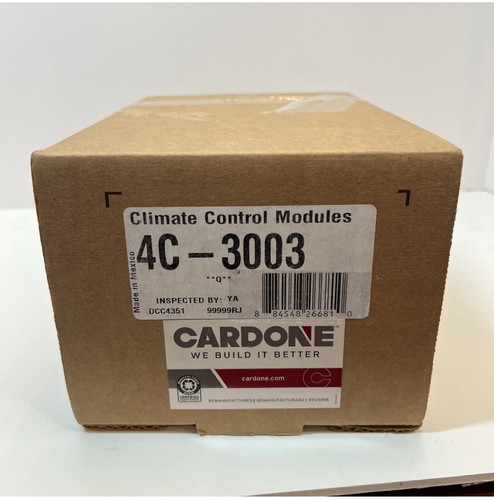 Climate Control Modules
Made in Mexico
4C-3003
**Q**
INSPECTED BY: YA
DCC4351 99999RJ
8 84548 26681 0
CARDONE
WE BUILD IT BETTER
cardone.com
C